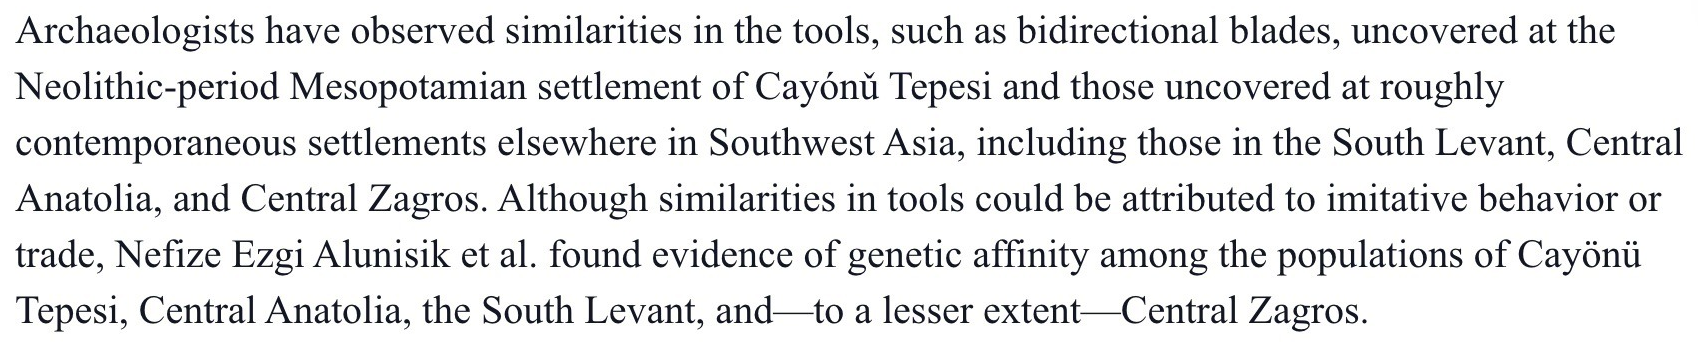 Archaeologists have observed similarities in the tools, such as bidirectional blades, uncovered at the
Neolithic-period Mesopotamian settlement of Cayónǔ Tepesi and those uncovered at roughly
contemporaneous settlements elsewhere in Southwest Asia, including those in the South Levant, Central
Anatolia, and Central Zagros. Although similarities in tools could be attributed to imitative behavior or
trade, Nefize Ezgi Alunisik et al. found evidence of genetic affinity among the populations of Cayönü
Tepesi, Central Anatolia, the South Levant, and—to a lesser extent—Central Zagros.